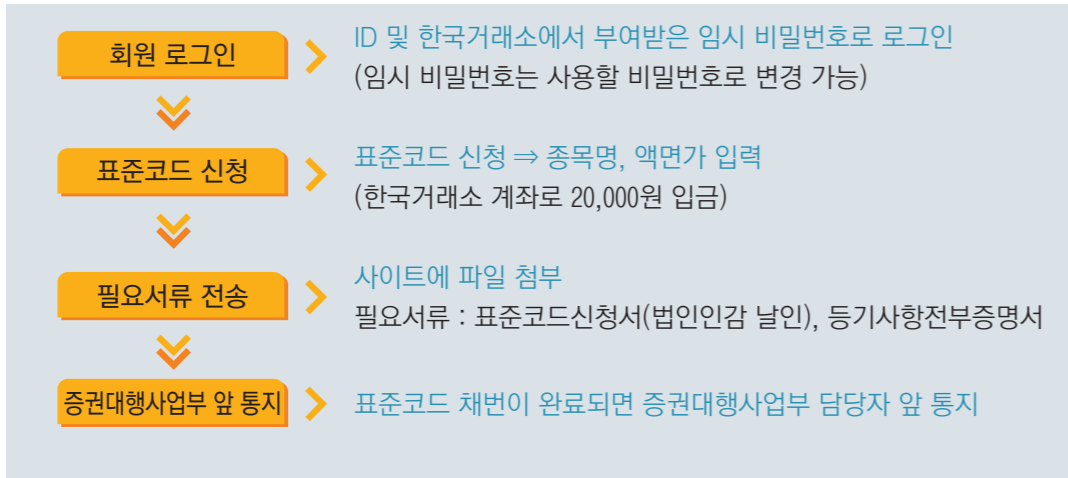 회원 로그인
ID 및 한국거래소에서 부여받은 임시 비밀번호로 로그인
(임시 비밀번호는 사용할 비밀번호로 변경 가능)
표준코드 신청
표준코드 신청 ⇒ 종목명, 액면가 입력
(한국거래소 계좌로 20,000원 입금)
필요서류 전송
사이트에 파일 첨부
필요서류 : 표준코드신청서(법인인감 날인), 등기사항전부증명서
증권대행사업부 앞 통지
표준코드 채번이 완료되면 증권대행사업부 담당자 앞 통지